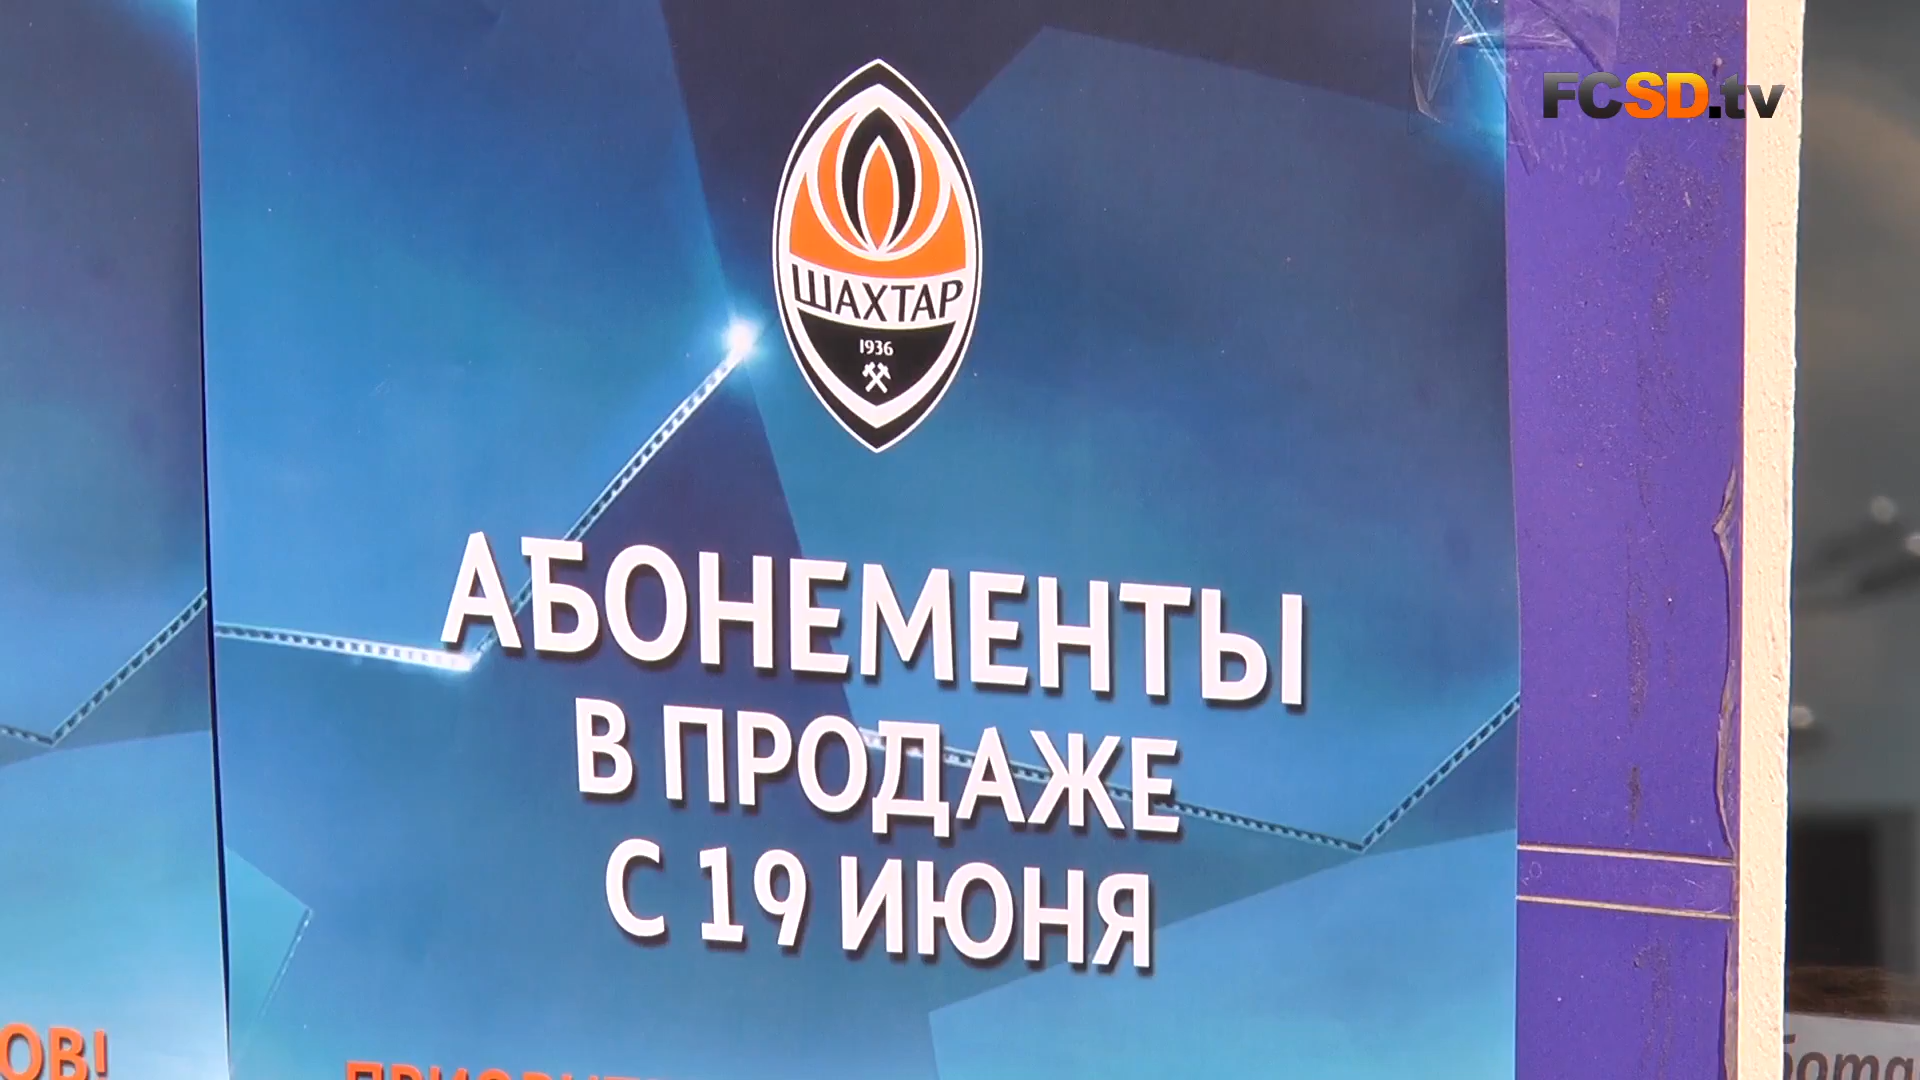 FCSD.tv
ШАХТАР
1936
АБОНЕМЕНТЫ
В ПРОДАЖЕ
С 19 ИЮНЯ